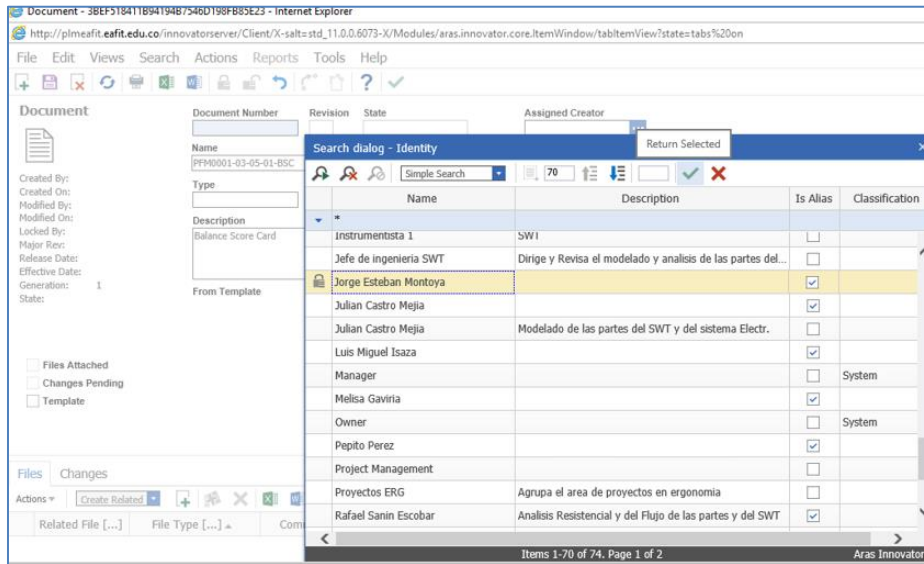 Document - 3BEF518411B94194B7546D198FB85E23 - Internet Explorer
http://plmeafit.eafit.edu.co/innovatorserver/Client/X-salt=std_11.0.0.6073-X/Modules/aras.innovator.core.ItemWindow/tabItemView?state=tabs%20on
File Edit Views Search Actions Reports Tools Help
Document
Document Number Revision State Assigned Creator
Name
PFM0001-03-05-01-BSC
Type
Description
Balance Score Card
From Template
Created By:
Created On:
Modified By:
Modified On:
Locked By:
Major Rev:
Release Date:
Effective Date:
Generation: 1
State:
Files Attached
Changes Pending
Template
Files Changes
Actions Create Related
Related File [...] File Type [...] Com
Return Selected
Search dialog - Identity
Simple Search 70
Name Description Is Alias Classification
*
Instrumentista 1 SWT
Jefe de ingenieria SWT Dirige y Revisa el modelado y analisis de las partes del...
Jorge Esteban Montoya
Julian Castro Mejia
Julian Castro Mejia Modelado de las partes del SWT y del sistema Electr.
Luis Miguel Isaza
Manager System
Melisa Gaviria
Owner System
Pepito Perez
Project Management
Proyectos ERG Agrupa el area de proyectos en ergonomia
Rafael Sanin Escobar Analisis Resistencial y del Flujo de las partes y del SWT
Items 1-70 of 74. Page 1 of 2 Aras Innovator